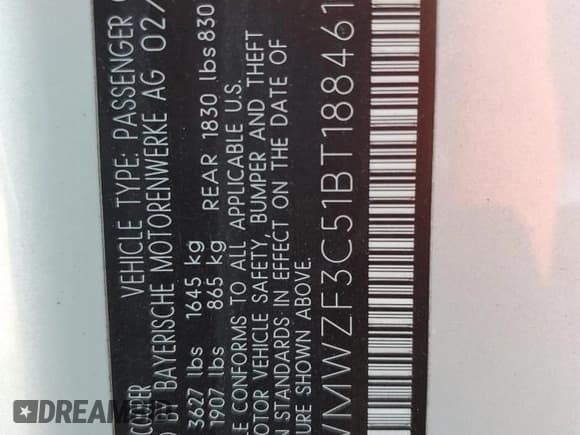 VEHICLE TYPE: PASSENGER
BAYERISCHE MOTORENWERKE AG 02/
3627 lbs 1645 kg
1907 lbs 865 kg REAR 1830 lbs 830
CONFORMS TO ALL APPLICABLE U.S.
MOTOR VEHICLE SAFETY, BUMPER AND THEFT
STANDARDS IN EFFECT ON THE DATE OF
SHOWN ABOVE.
WMWZF3C51BT188461
DREAM